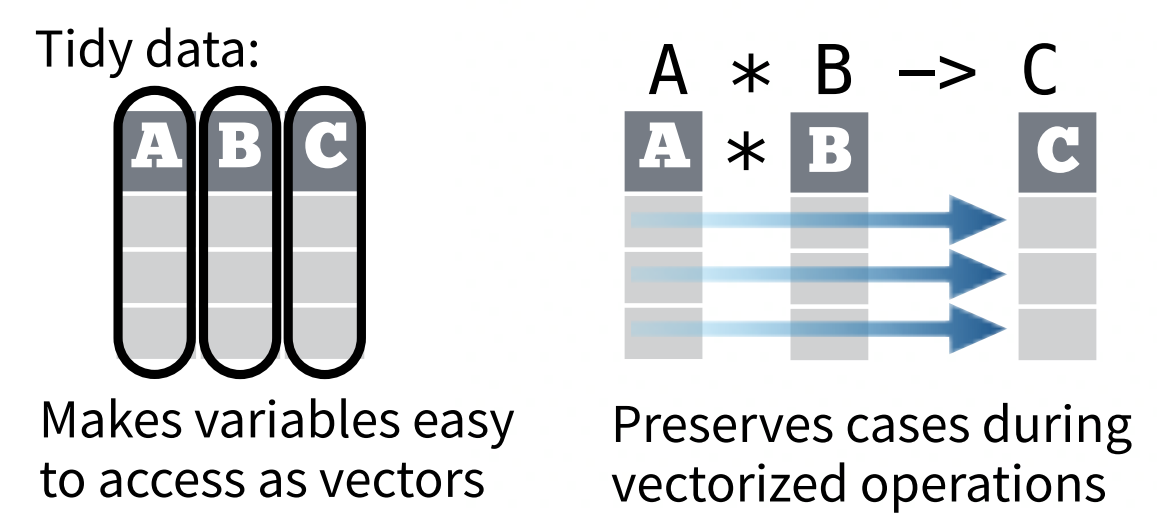 Tidy data:
A B C
Makes variables easy
to access as vectors
A * B -> C
A * B C
Preserves cases during
vectorized operations